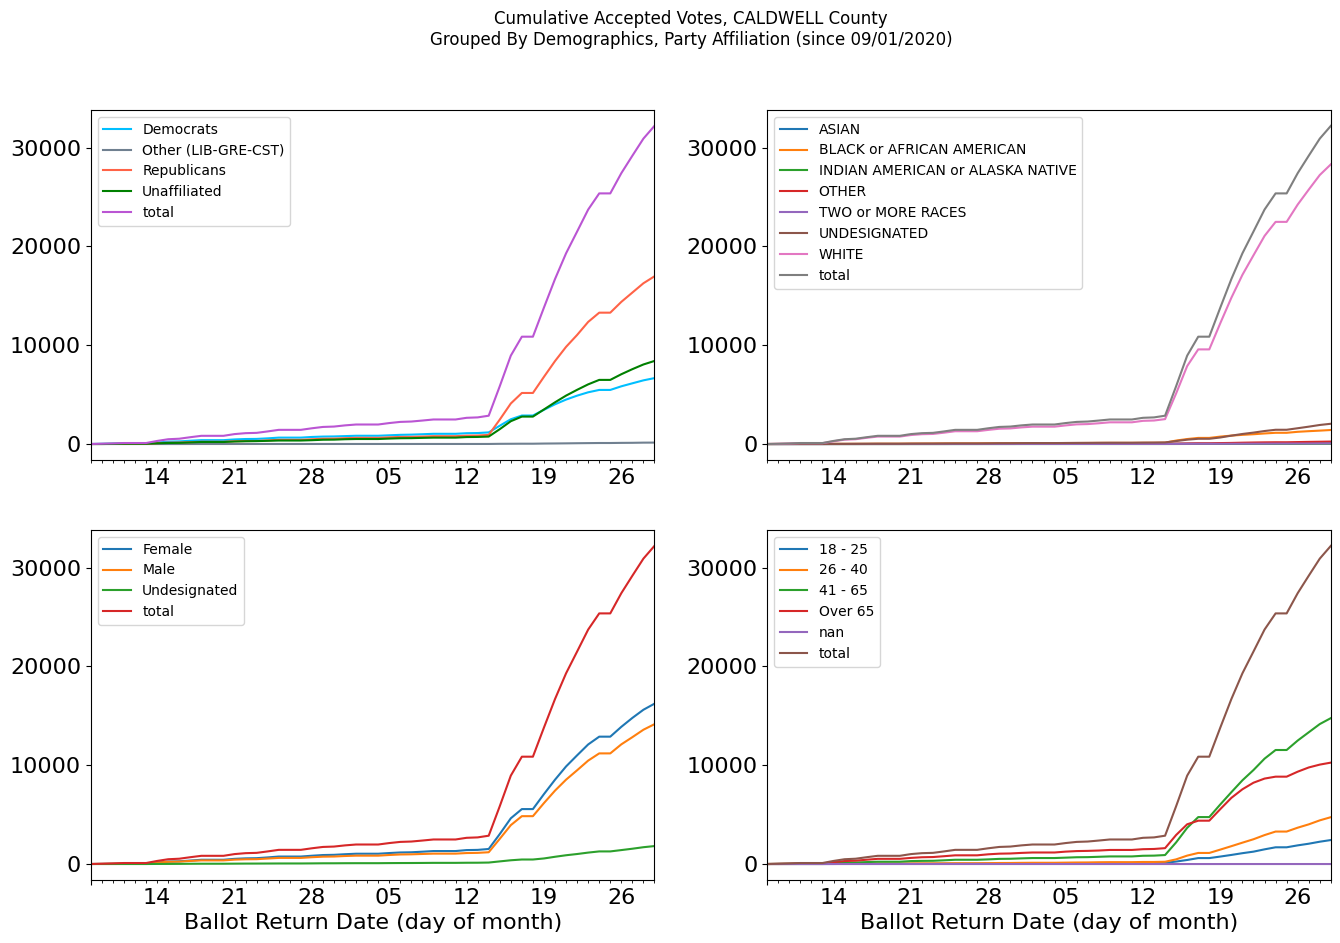 Cumulative Accepted Votes, CALDWELL County
Grouped By Demographics, Party Affiliation (since 09/01/2020)
Democrats
Other (LIB-GRE-CST)
Republicans
Unaffiliated
total
30000
20000
10000
0
14 21 28 05 12 19 26
ASIAN
BLACK or AFRICAN AMERICAN
INDIAN AMERICAN or ALASKA NATIVE
OTHER
TWO or MORE RACES
UNDESIGNATED
WHITE
total
30000
20000
10000
0
14 21 28 05 12 19 26
Female
Male
Undesignated
total
30000
20000
10000
0
14 21 28 05 12 19 26
Ballot Return Date (day of month)
18 - 25
26 - 40
41 - 65
Over 65
nan
total
30000
20000
10000
0
14 21 28 05 12 19 26
Ballot Return Date (day of month)